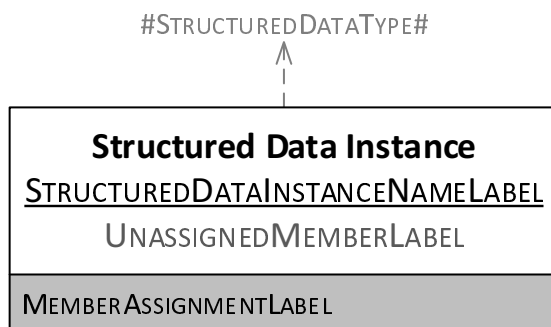 #StructuredDataType#
Structured Data Instance
StructuredDataInstanceNameLabel
UnassignedMemberLabel
MemberAssignmentLabel